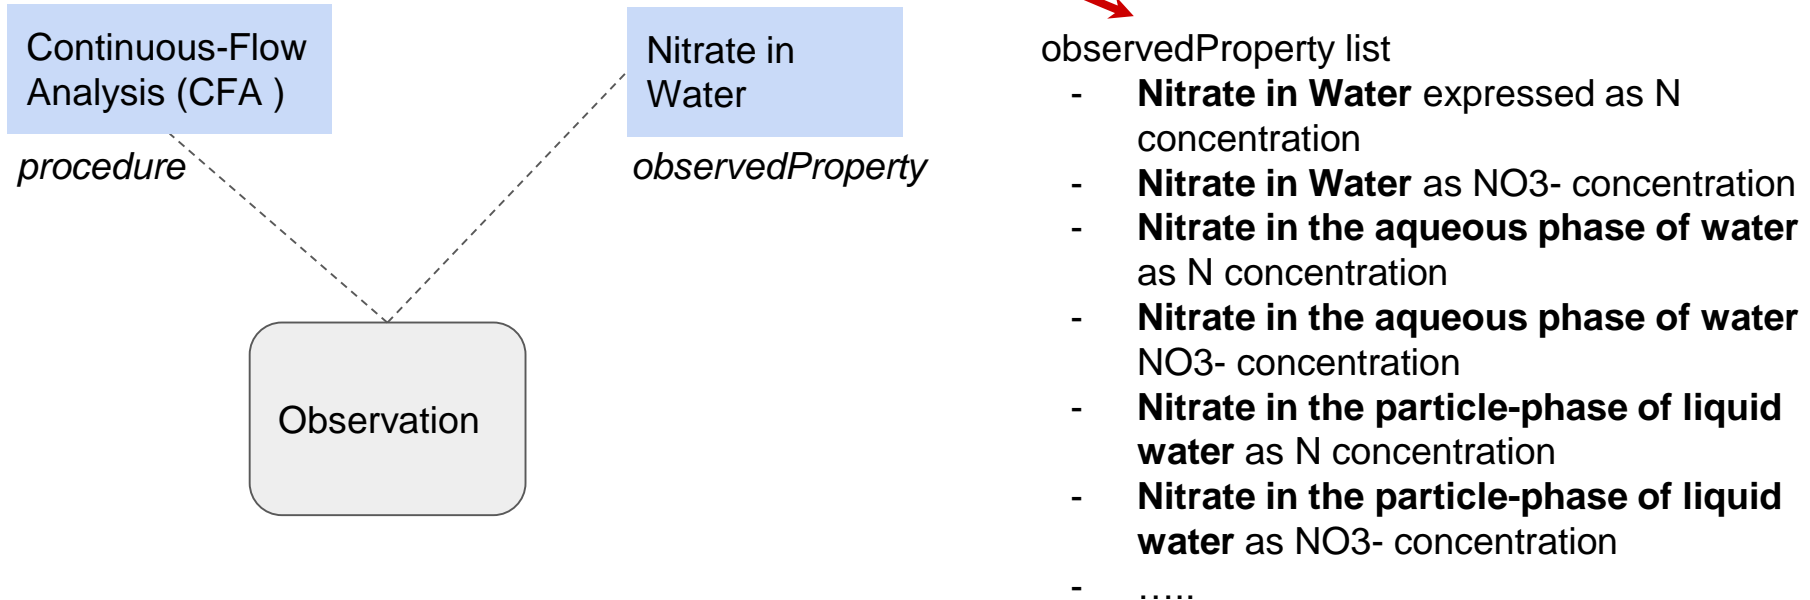 Continuous-Flow
Analysis (CFA )
procedure
Nitrate in
Water
observedProperty
Observation
observedProperty list
- Nitrate in Water expressed as N
concentration
- Nitrate in Water as NO3- concentration
- Nitrate in the aqueous phase of water
as N concentration
- Nitrate in the aqueous phase of water
NO3- concentration
- Nitrate in the particle-phase of liquid
water as N concentration
- Nitrate in the particle-phase of liquid
water as NO3- concentration
- …..